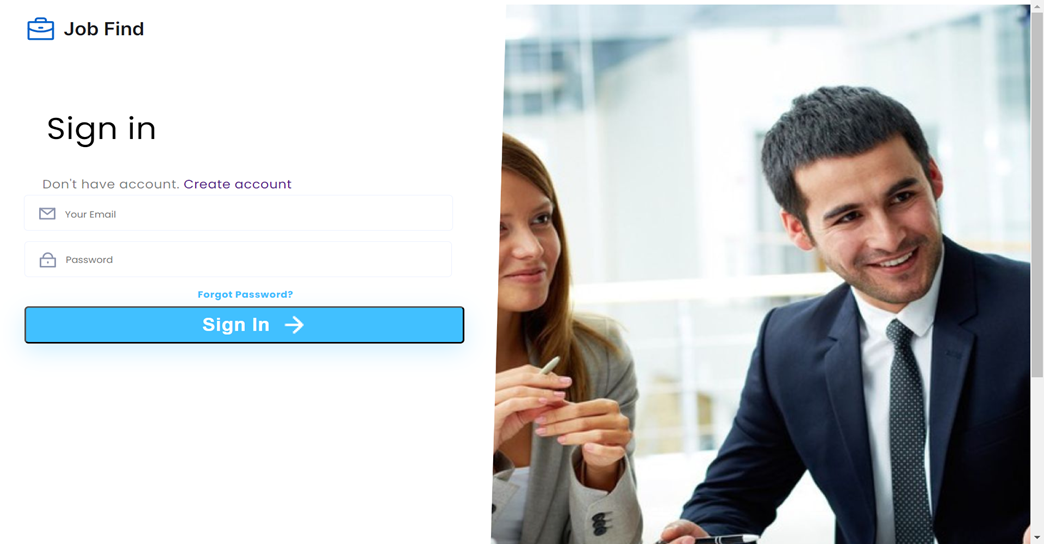 Job Find
Sign in
Don't have account. Create account
Your Email
Password
Forgot Password?
Sign In